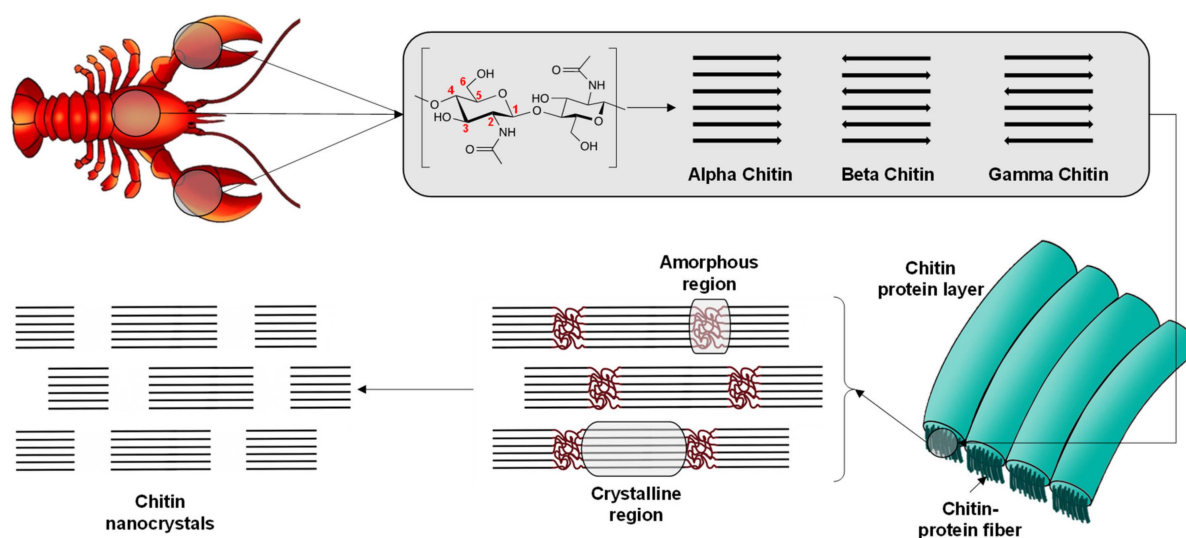 OH
O
NH
6
4
5
O
HO
1
O
O
HO
3
2
NH
O
OH
Alpha Chitin
Beta Chitin
Gamma Chitin
Amorphous
region
Chitin
protein layer
Crystalline
region
Chitin
nanocrystals
Chitin-
protein fiber